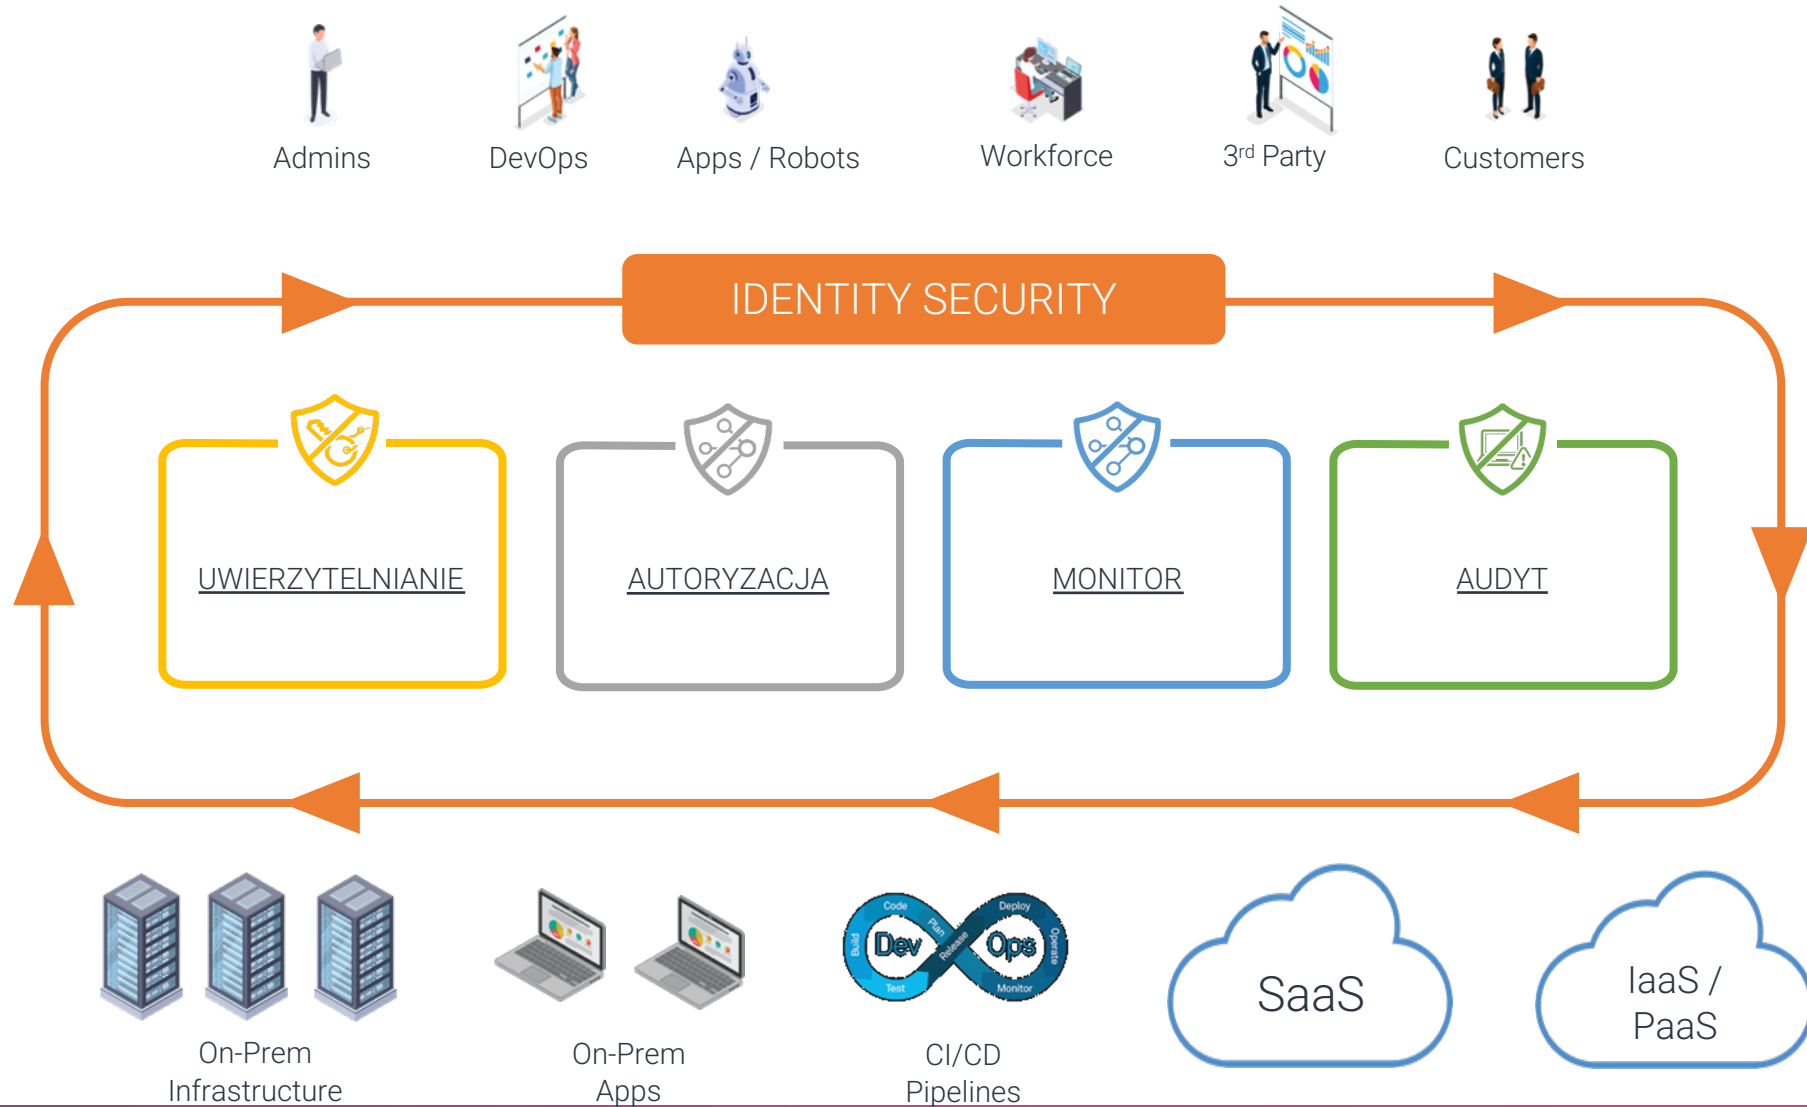 Admins
DevOps
Apps / Robots
Workforce
3rd Party
Customers
IDENTITY SECURITY
UWIERZYTELNIANIE
AUTORYZACJA
MONITOR
AUDYT
Code
Plan
Build
Test
Dev
Release
Ops
Deploy
Operate
Monitor
SaaS
IaaS /
PaaS
On-Prem
Infrastructure
On-Prem
Apps
CI/CD
Pipelines